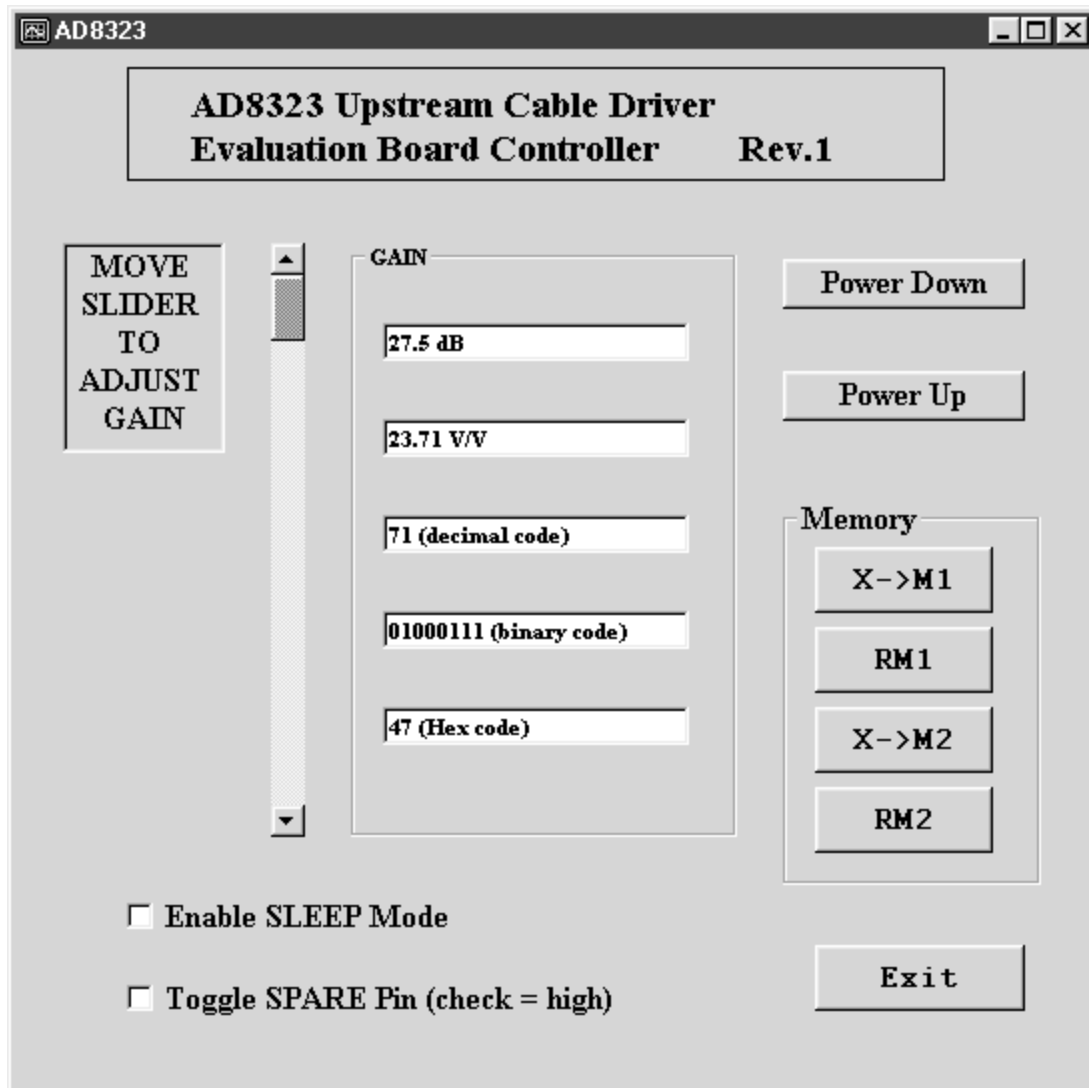 AD8323
AD8323 Upstream Cable Driver
Evaluation Board Controller Rev.1
MOVE
SLIDER
TO
ADJUST
GAIN
GAIN
27.5 dB
23.71 V/V
71 (decimal code)
01000111 (binary code)
47 (Hex code)
Power Down
Power Up
Memory
X->M1
RM1
X->M2
RM2
Enable SLEEP Mode
Toggle SPARE Pin (check = high)
Exit